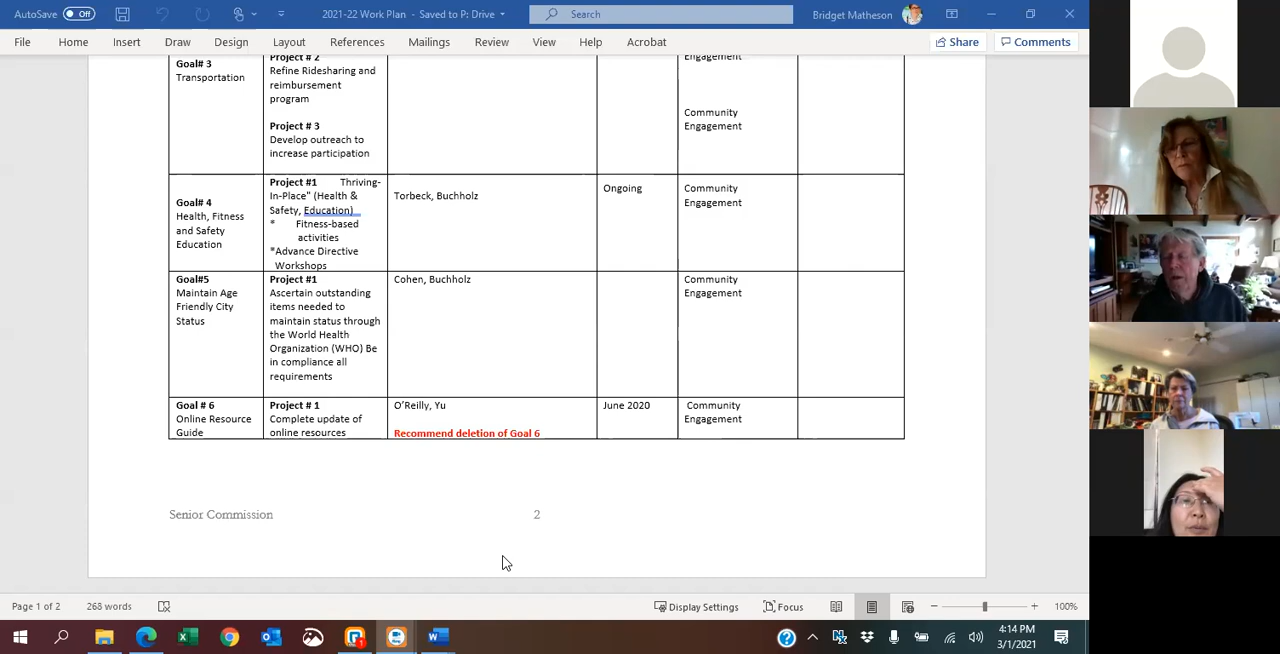 AutoSave Off 2021-22 Work Plan - Saved to P: Drive Search Bridget Matheson
File Home Insert Draw Design Layout References Mailings Review View Help Acrobat Share Comments
Goal# 3
Transportation
Project # 2
Refine Ridesharing and
reimbursement
program
Project # 3
Develop outreach to
increase participation
Engagement
Community
Engagement
Goal# 4
Health, Fitness
and Safety
Education
Project #1 Thriving-
In-Place" (Health &
Safety, Education)
* Fitness-based
activities
*Advance Directive
Workshops
Torbeck, Buchholz
Ongoing
Community
Engagement
Goal#5
Maintain Age
Friendly City
Status
Project #1
Ascertain outstanding
items needed to
maintain status through
the World Health
Organization (WHO) Be
in compliance all
requirements
Cohen, Buchholz
Community
Engagement
Goal # 6
Online Resource
Guide
Project # 1
Complete update of
online resources
O'Reilly, Yu
Recommend deletion of Goal 6
June 2020
Community
Engagement
Senior Commission 2
Page 1 of 2 268 words Display Settings Focus 100%
4:14 PM
3/1/2021